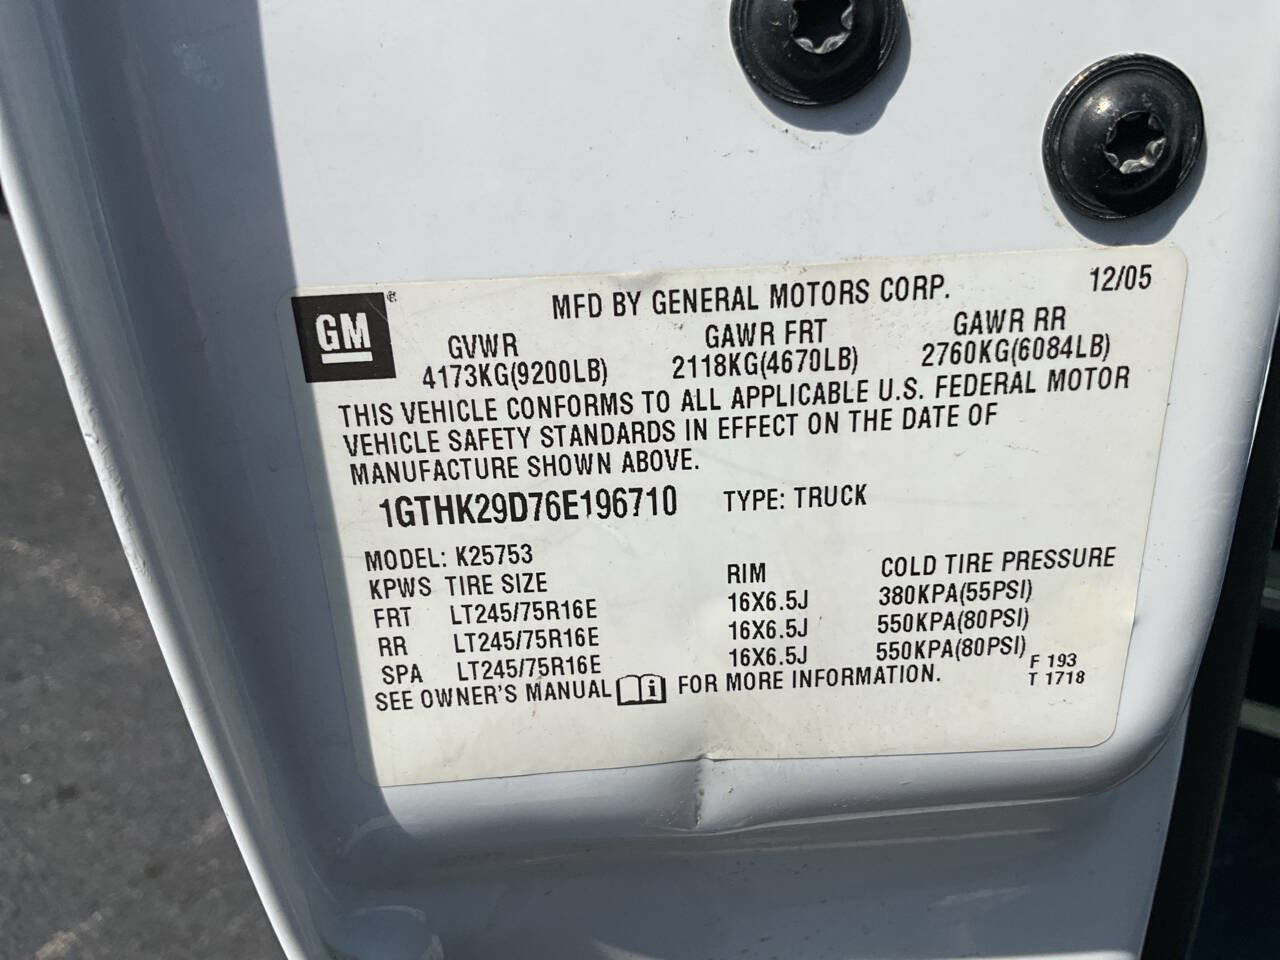 GM ®
MFD BY GENERAL MOTORS CORP. 12/05
GVWR GAWR FRT GAWR RR
4173KG(9200LB) 2118KG(4670LB) 2760KG(6084LB)
THIS VEHICLE CONFORMS TO ALL APPLICABLE U.S. FEDERAL MOTOR
VEHICLE SAFETY STANDARDS IN EFFECT ON THE DATE OF
MANUFACTURE SHOWN ABOVE.
1GTHK29D76E196710 TYPE: TRUCK
MODEL: K25753
KPWS TIRE SIZE RIM COLD TIRE PRESSURE
FRT LT245/75R16E 16X6.5J 380KPA(55PSI)
RR LT245/75R16E 16X6.5J 550KPA(80PSI)
SPA LT245/75R16E 16X6.5J 550KPA(80PSI)
SEE OWNER'S MANUAL i FOR MORE INFORMATION.
F 193
T 1718